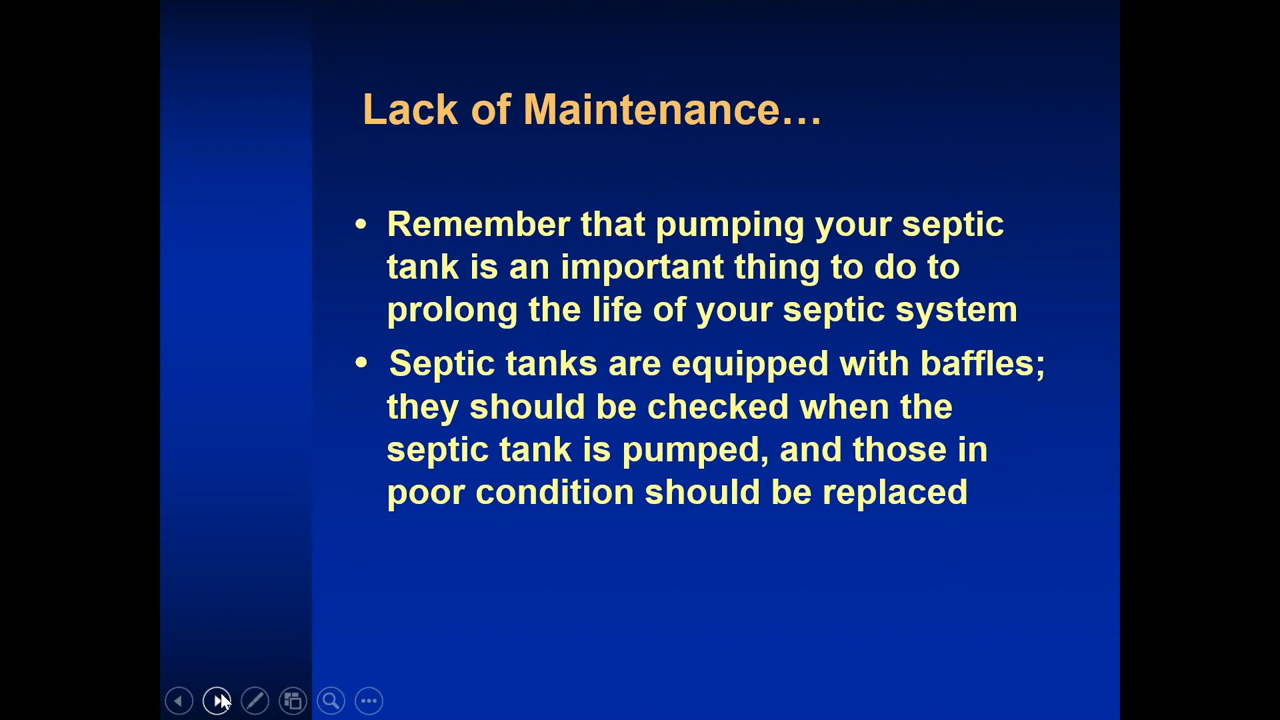 Lack of Maintenance…
• Remember that pumping your septic
tank is an important thing to do to
prolong the life of your septic system
• Septic tanks are equipped with baffles;
they should be checked when the
septic tank is pumped, and those in
poor condition should be replaced